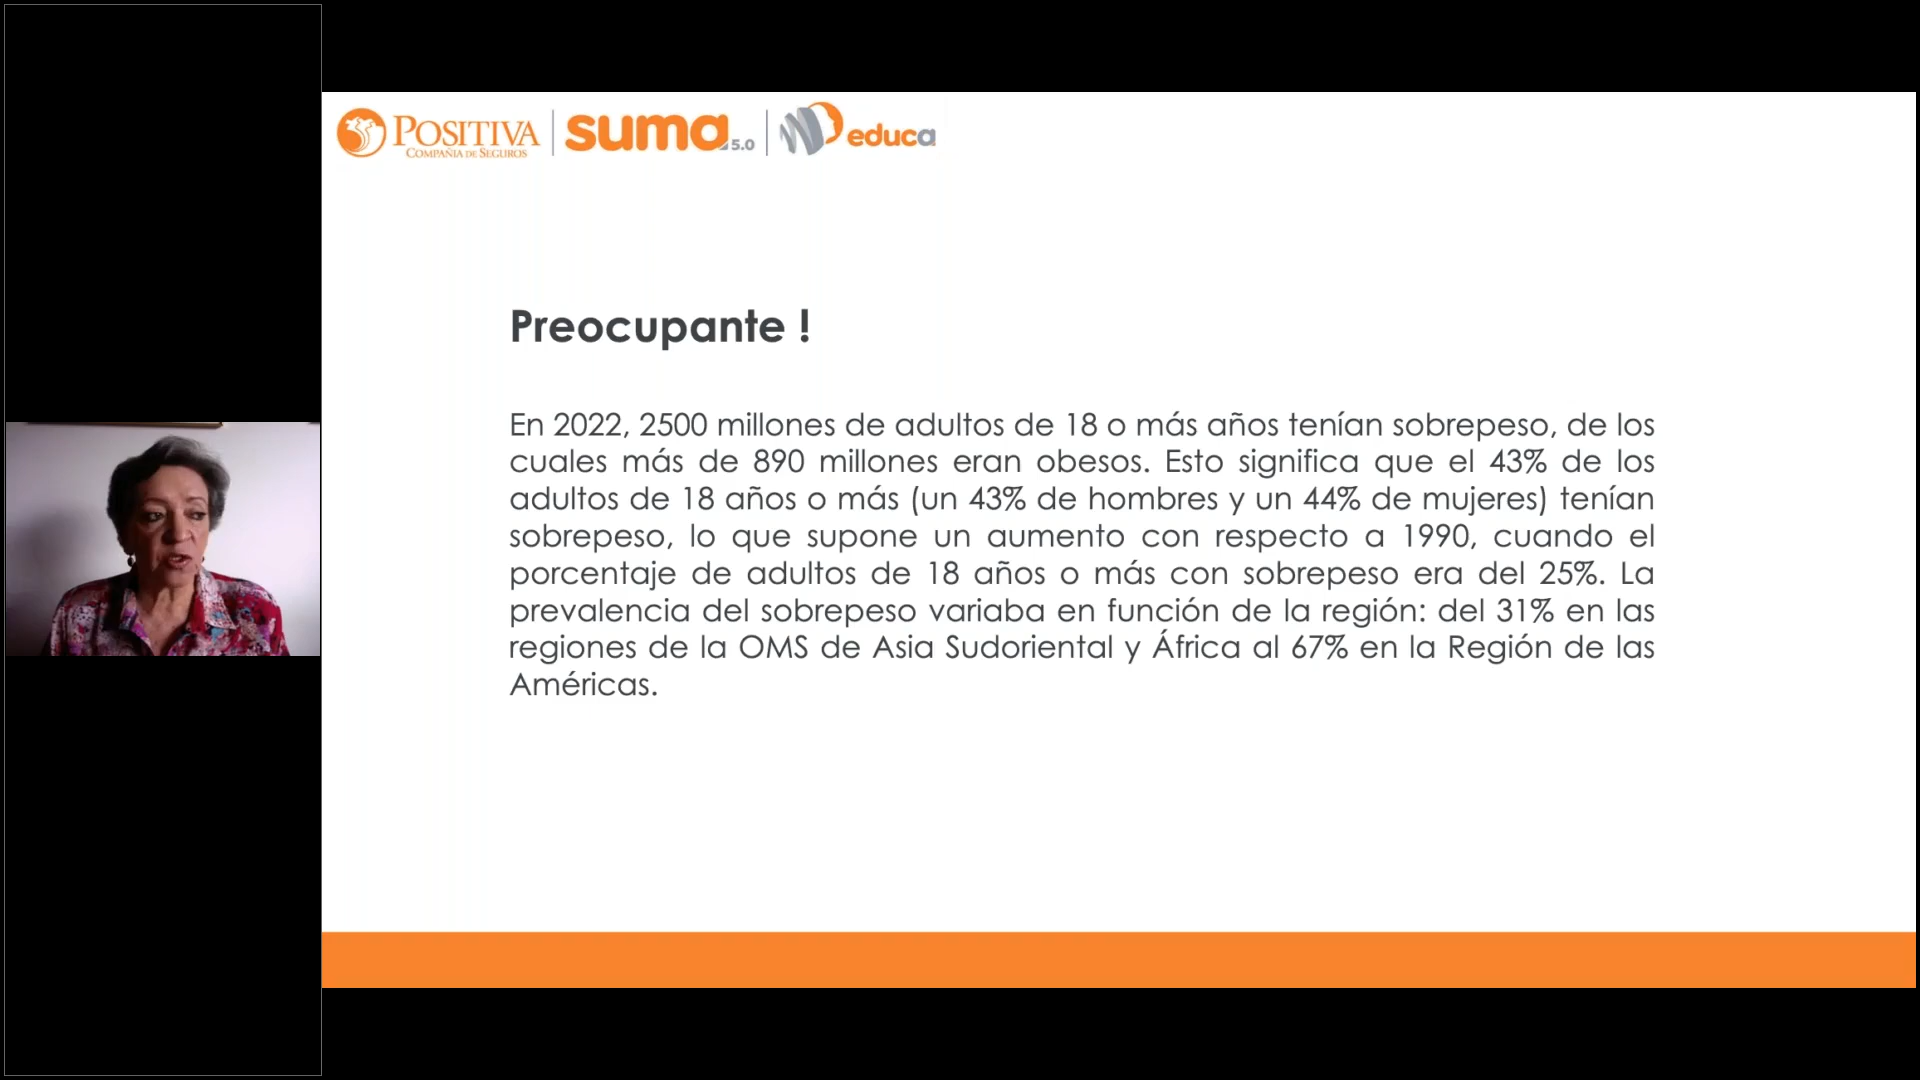 POSITIVA
COMPAÑIA DE SEGUROS
suma 5.0
educa
Preocupante !
En 2022, 2500 millones de adultos de 18 o más años tenían sobrepeso, de los
cuales más de 890 millones eran obesos. Esto significa que el 43% de los
adultos de 18 años o más (un 43% de hombres y un 44% de mujeres) tenían
sobrepeso, lo que supone un aumento con respecto a 1990, cuando el
porcentaje de adultos de 18 años o más con sobrepeso era del 25%. La
prevalencia del sobrepeso variaba en función de la región: del 31% en las
regiones de la OMS de Asia Sudoriental y África al 67% en la Región de las
Américas.